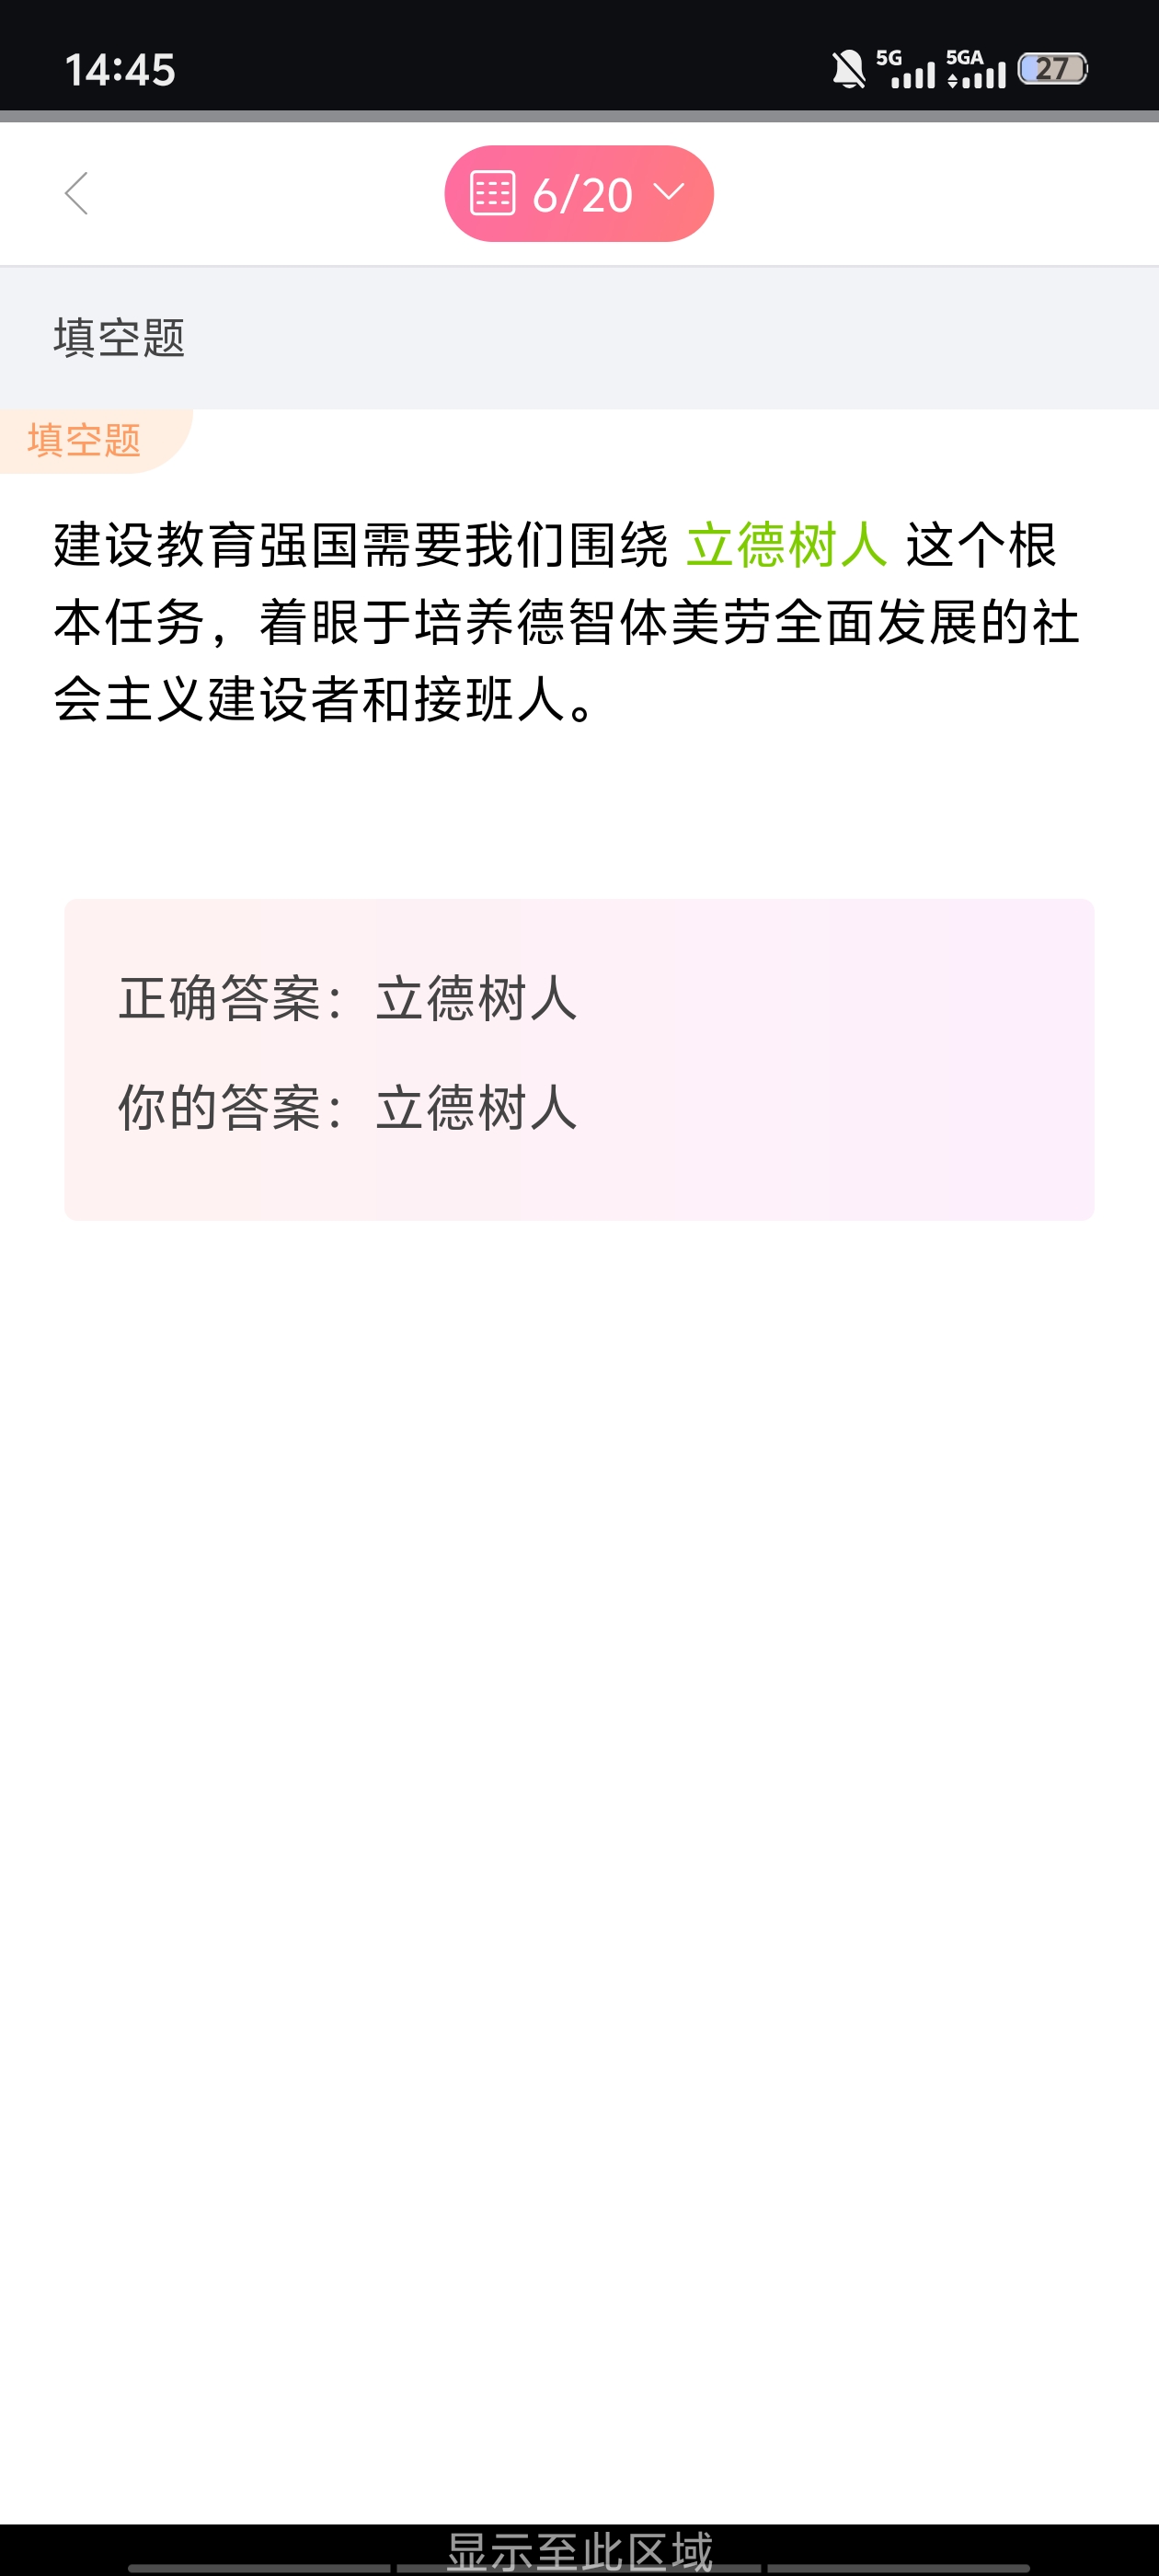 14:45
5G 5GA 27
6/20
填空题
填空题
建设教育强国需要我们围绕 立德树人 这个根
本任务，着眼于培养德智体美劳全面发展的社
会主义建设者和接班人。
正确答案：立德树人
你的答案：立德树人
显示至此区域